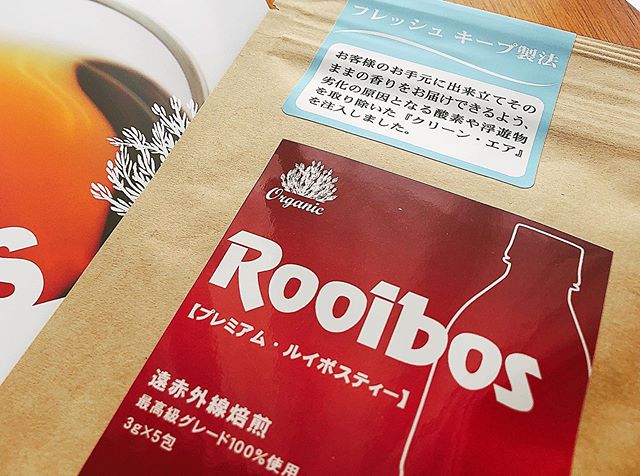 フレッシュ キープ製法
お客様のお手元に出来立てその
ままの香りをお届けできるよう、
劣化の原因となる酸素や浮遊物
を取り除いた『クリーン・エア』
を注入しました。
Organic
Rooibos
【プレミアム・ルイボスティー】
遠赤外線焙煎
最高級グレード100%使用
3g×5包
s